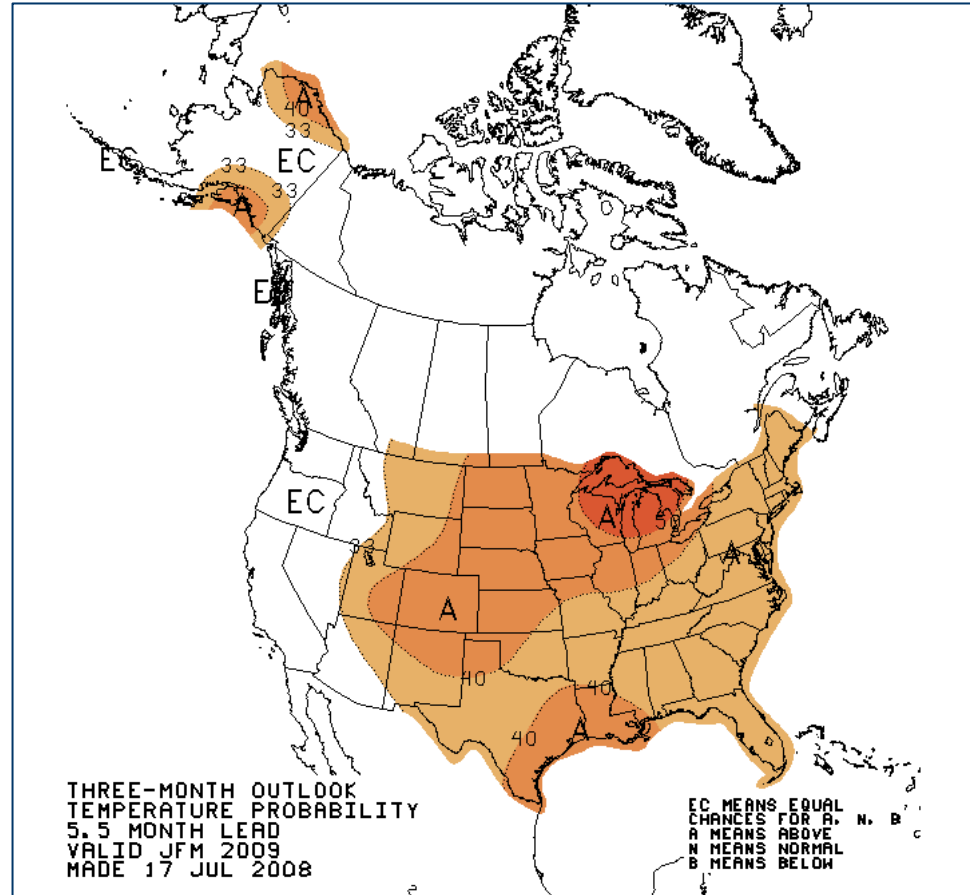 A
40
33
EC
EC
33
33
A
EC
A
50
A
33
A
40
40
A
40
THREE-MONTH OUTLOOK
TEMPERATURE PROBABILITY
5.5 MONTH LEAD
VALID JFM 2009
MADE 17 JUL 2008
EC MEANS EQUAL
CHANCES FOR A, N, B
A MEANS ABOVE
N MEANS NORMAL
B MEANS BELOW